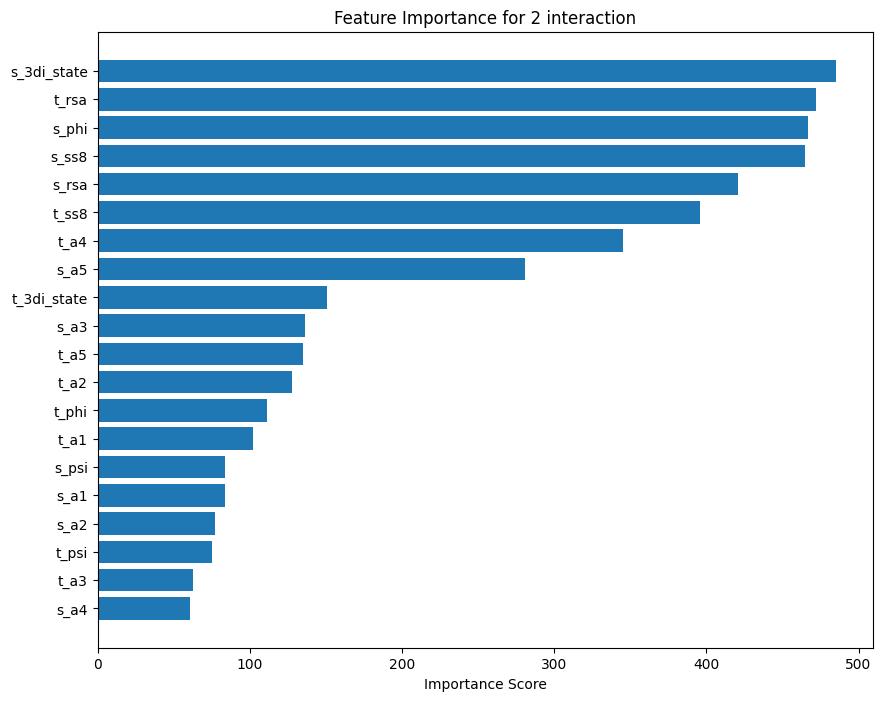 Feature Importance for 2 interaction
s_3di_state
t_rsa
s_phi
s_ss8
s_rsa
t_ss8
t_a4
s_a5
t_3di_state
s_a3
t_a5
t_a2
t_phi
t_a1
s_psi
s_a1
s_a2
t_psi
t_a3
s_a4
0 100 200 300 400 500
Importance Score